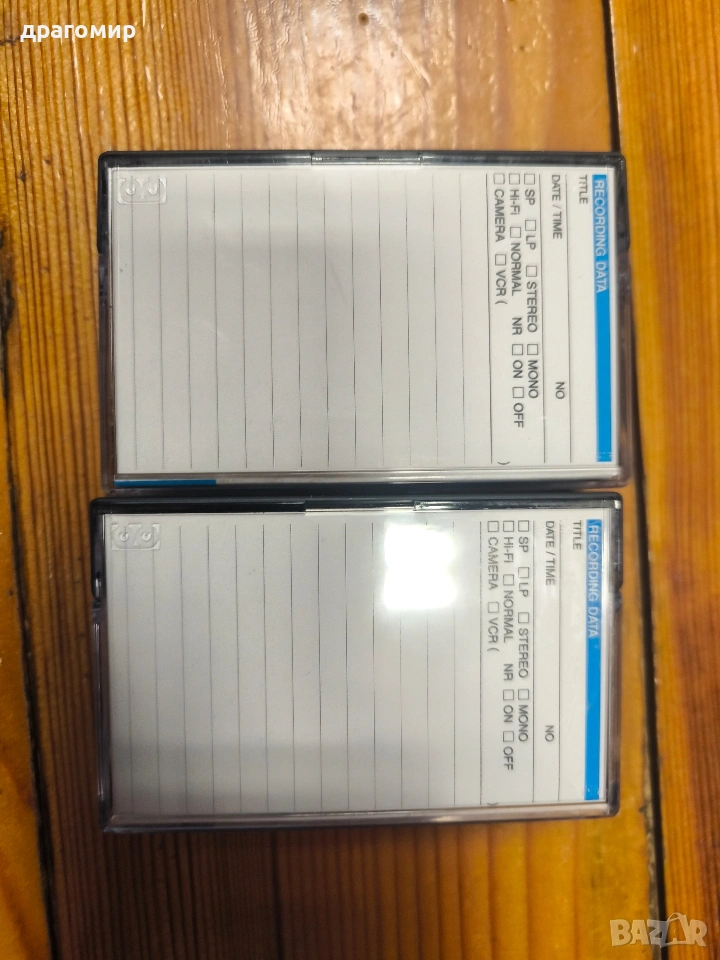 драгомир
RECORDING DATA
TITLE
DATE / TIME NO
SP LP STEREO MONO
HI-FI NORMAL NR ON OFF
CAMERA VCR ( )
RECORDING DATA
TITLE
DATE / TIME NO
SP LP STEREO MONO
HI-FI NORMAL NR ON OFF
CAMERA VCR ( )
BAZAR